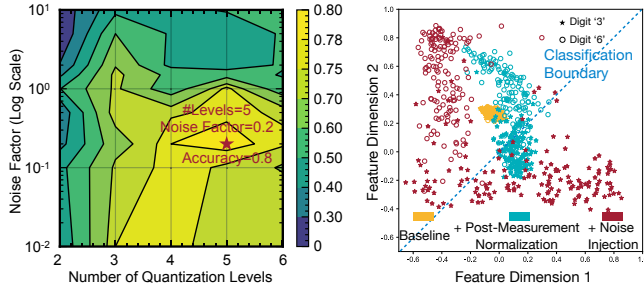 10¹
10⁰
10⁻¹
10⁻²
Noise Factor (Log Scale)
2
3
4
5
6
Number of Quantization Levels
#Levels=5
Noise Factor=0.2
Accuracy=0.8
0.80
0.78
0.75
0.70
0.60
0.50
0.40
0.30
0
1.0
0.8
0.6
0.4
0.2
0.0
-0.2
-0.4
-0.6
Feature Dimension 2
Digit '3'
Digit '6'
Classification
Boundary
Baseline
+ Post-Measurement
Normalization
+ Noise
Injection
-0.6
-0.4
-0.2
0.0
0.2
0.4
0.6
0.8
1.0
Feature Dimension 1